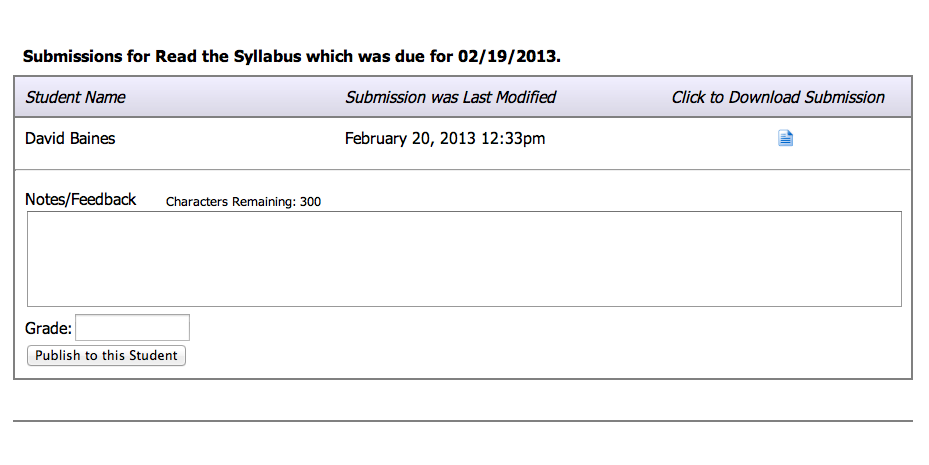 Submissions for Read the Syllabus which was due for 02/19/2013.
Student Name Submission was Last Modified Click to Download Submission
David Baines February 20, 2013 12:33pm
Notes/Feedback Characters Remaining: 300
Grade:
Publish to this Student